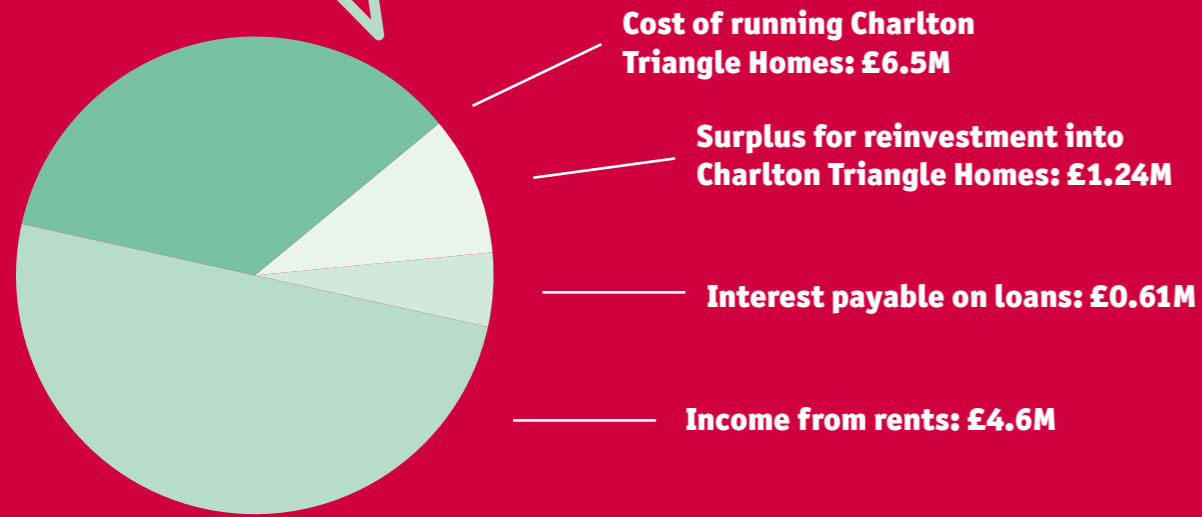 Cost of running Charlton
Triangle Homes: £6.5M
Surplus for reinvestment into
Charlton Triangle Homes: £1.24M
Interest payable on loans: £0.61M
Income from rents: £4.6M